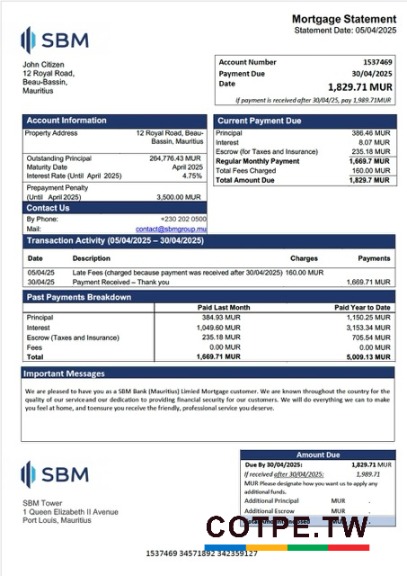 SBM
Mortgage Statement
Statement Date: 05/04/2025
John Citizen
12 Royal Road,
Beau-Bassin,
Mauritius
Account Number 1537469
Payment Due 30/04/2025
Date 1,829.71 MUR
if payment is received after 30/04/25, pay 1,989.71MUR
Account Information
Property Address 12 Royal Road, Beau-
Bassin, Mauritius
Outstanding Principal 264,776.43 MUR
Maturity Date April 2025
Interest Rate (Until April 2025) 4.75%
Prepayment Penalty
(Until April 2025) 3,500.00 MUR
Contact Us
By Phone: +230 202 0500
Mail: contact@sbmgroup.mu
Current Payment Due
Principal 386.46 MUR
Interest 8.07 MUR
Escrow (for Taxes and Insurance) 235.18 MUR
Regular Monthly Payment 1,669.7 MUR
Total Fees Charged 160.00 MUR
Total Amount Due 1,829.7 MUR
Transaction Activity (05/04/2025 – 30/04/2025)
Date Description Charges Payments
05/04/25 Late Fees (charged because payment was received after 30/04/2025) 160.00 MUR
30/04/25 Payment Received – Thank you 1,669.71 MUR
Past Payments Breakdown
Paid Last Month Paid Year to Date
Principal 384.93 MUR 1,150.25 MUR
Interest 1,049.60 MUR 3,153.34 MUR
Escrow (Taxes and Insurance) 235.18 MUR 705.54 MUR
Fees 0.00 MUR 0.00 MUR
Total 1,669.71 MUR 5,009.13 MUR
Important Messages
We are pleased to have you as a SBM Bank (Mauritius) Limied Mortgage customer. We are known throughout the country for the
quality of our serviceand our dedication to providing financial security for our customers. We will do everything we can to make
you feel at home, and toensure you receive the friendly, professional service you deserve.
SBM
SBM Tower
1 Queen Elizabeth II Avenue
Port Louis, Mauritius
Amount Due
Due By 30/04/2025: 1,829.71 MUR
If received after 30/04/2025: 1,989.71
MUR Please designate how you want us to apply any
additional funds.
Additional Principal MUR .
Additional Escrow MUR .
COTPE.TW
1537469 34571892 342359127